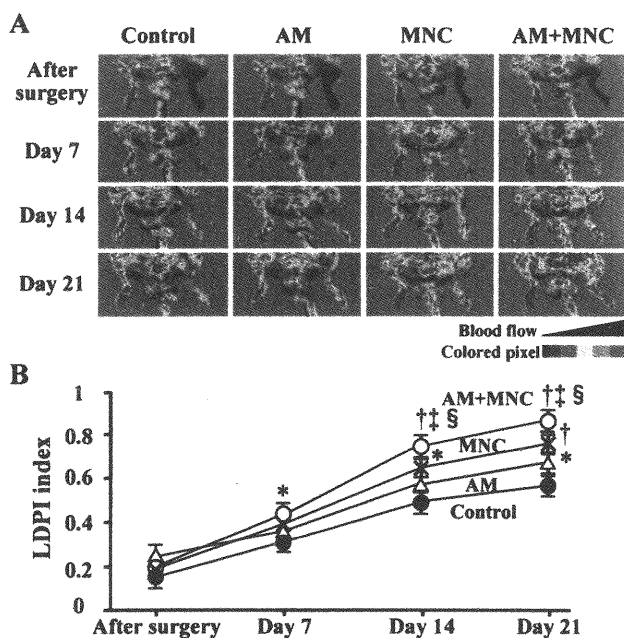 A
Control AM MNC AM+MNC
After
surgery
Day 7
Day 14
Day 21
Blood flow
Colored pixel
B
LDPI index
1
0.8
0.6
0.4
0.2
0
AM+MNC
†‡ §
†‡ §
MNC
†
*
*
*
AM
Control
After surgery Day 7 Day 14 Day 21